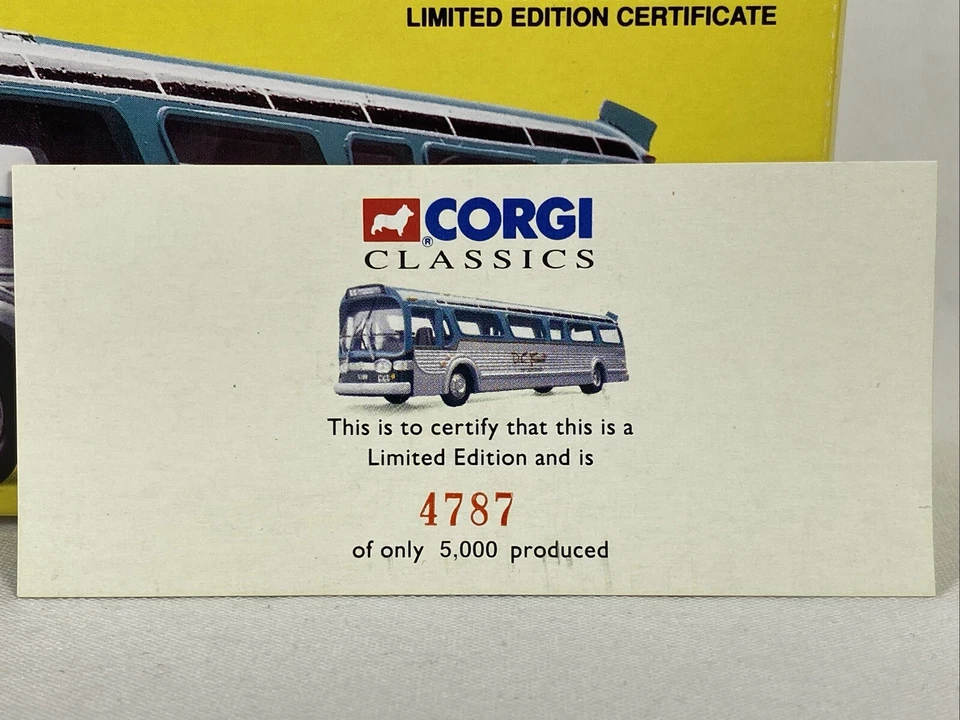 LIMITED EDITION CERTIFICATE
CORGI
®
CLASSICS
This is to certify that this is a
Limited Edition and is
4787
of only 5,000 produced